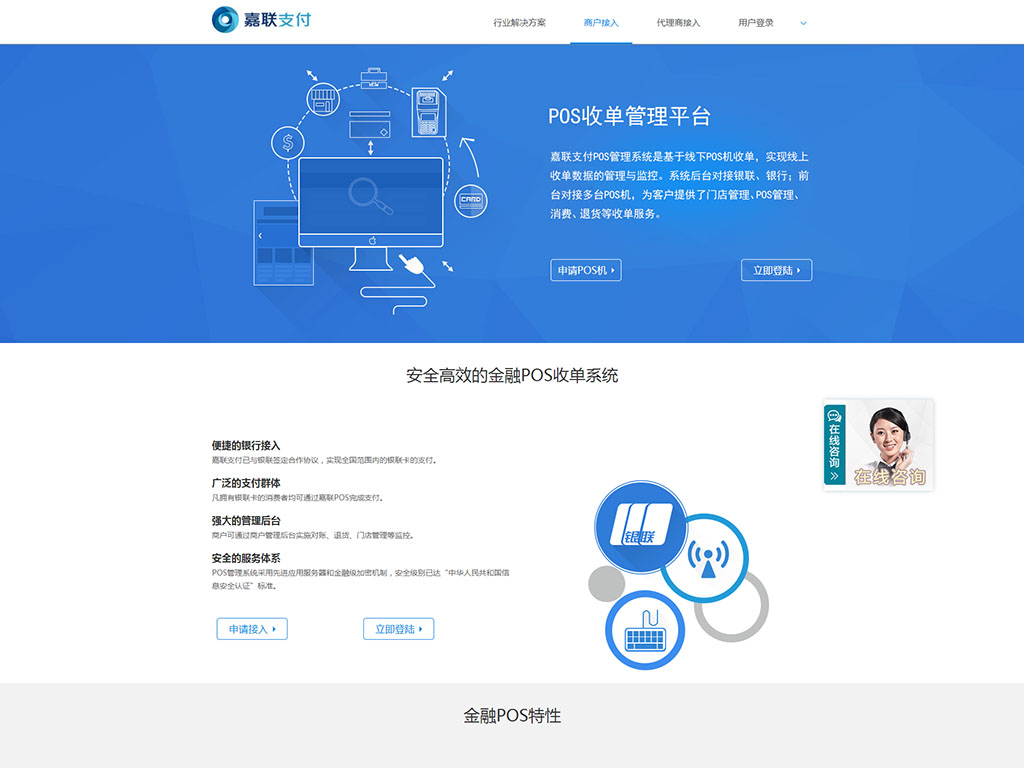 嘉联支付
行业解决方案 商户接入 代理商接入 用户登录
POS收单管理平台
嘉联支付POS管理系统是基于线下POS机收单，实现线上
收单数据的管理与监控。系统后台对接银联、银行；前
台对接多台POS机，为客户提供了门店管理、POS管理、
消费、退货等收单服务。
申请POS机 立即登陆
CARD
安全高效的金融POS收单系统
在线咨询
在线咨询
便捷的银行接入
嘉联支付已与银联签定合作协议，实现全国范围内的银联卡的支付。
广泛的支付群体
凡拥有银联卡的消费者均可通过嘉联POS完成支付。
强大的管理后台
商户可通过商户管理后台实施对账、退货、门店管理等监控。
安全的服务体系
POS管理系统采用先进应用服务器和金融级加密机制，安全级别已达“中华人民共和国信
息安全认证”标准。
银联
申请接入 立即登陆
金融POS特性